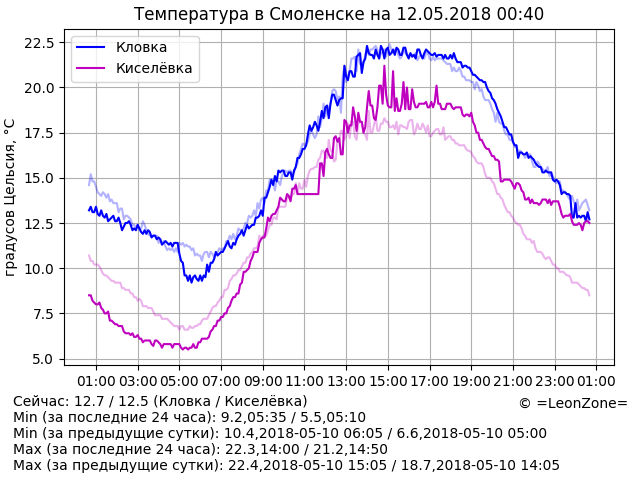 Температура в Смоленске на 12.05.2018 00:40
Кловка
Киселёвка
градусов Цельсия, °C
22.5
20.0
17.5
15.0
12.5
10.0
7.5
5.0
01:00 03:00 05:00 07:00 09:00 11:00 13:00 15:00 17:00 19:00 21:00 23:00 01:00
Сейчас: 12.7 / 12.5 (Кловка / Киселёвка)
© =LeonZone=
Min (за последние 24 часа): 9.2,05:35 / 5.5,05:10
Min (за предыдущие сутки): 10.4,2018-05-10 06:05 / 6.6,2018-05-10 05:00
Max (за последние 24 часа): 22.3,14:00 / 21.2,14:50
Max (за предыдущие сутки): 22.4,2018-05-10 15:05 / 18.7,2018-05-10 14:05